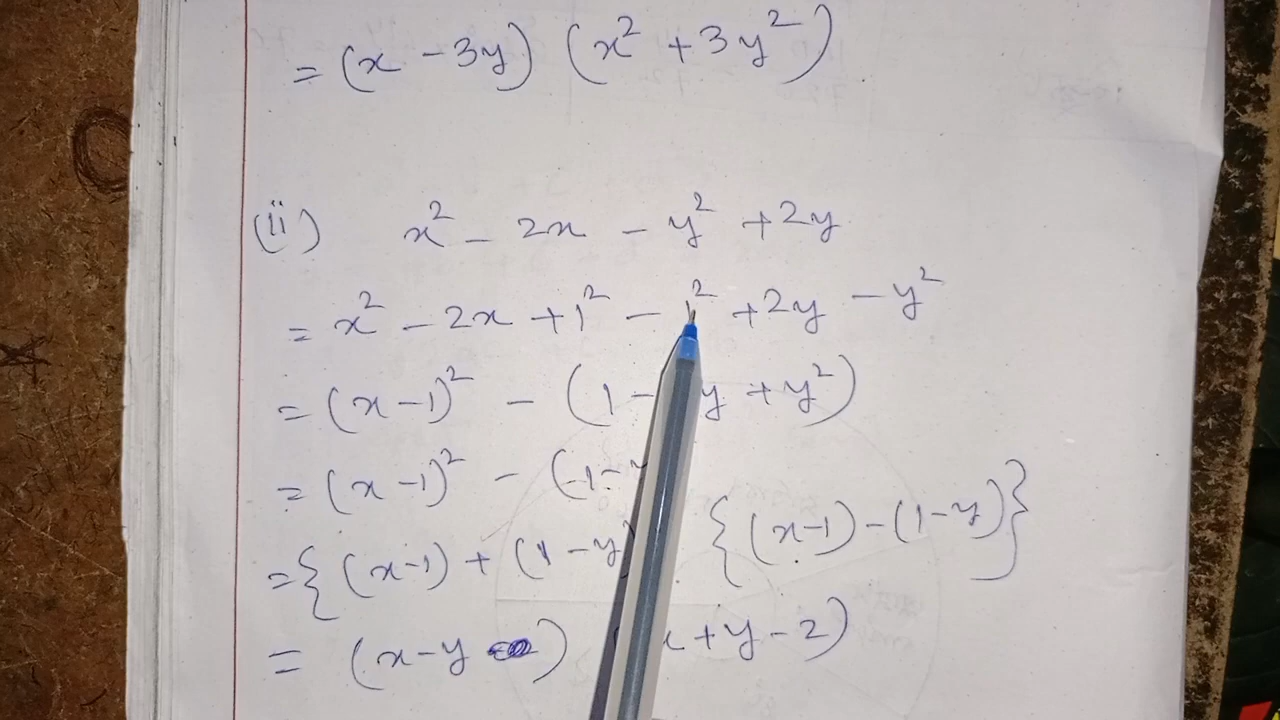 = (x - 3y) (x² + 3y²)
(ii) x² - 2x - y² + 2y
= x² - 2x + 1² - 1² + 2y - y²
= (x-1)² - (1 - y + y²)
= (x-1)² - (1-
= {(x-1) + (1-y) {(x-1) - (1-y)}
= (x-y ) x+y-2)